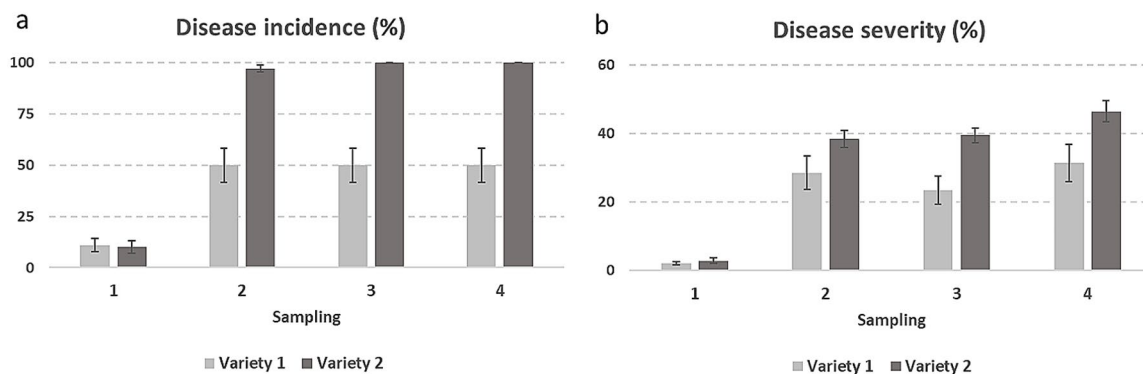 a
Disease incidence (%)
100
75
50
25
0
1 2 3 4
Sampling
Variety 1 Variety 2
b
Disease severity (%)
60
40
20
0
1 2 3 4
Sampling
Variety 1 Variety 2